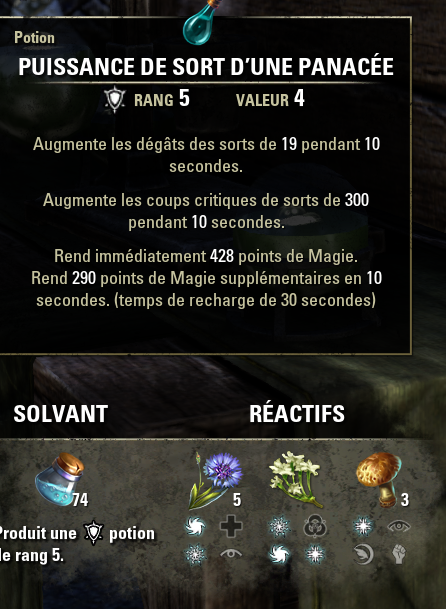 Potion
PUISSANCE DE SORT D'UNE PANACÉE
RANG 5 VALEUR 4
Augmente les dégâts des sorts de 19 pendant 10
secondes.
Augmente les coups critiques de sorts de 300
pendant 10 secondes.
Rend immédiatement 428 points de Magie.
Rend 290 points de Magie supplémentaires en 10
secondes. (temps de recharge de 30 secondes)
SOLVANT RÉACTIFS
74 5 3
Produit une potion
de rang 5.